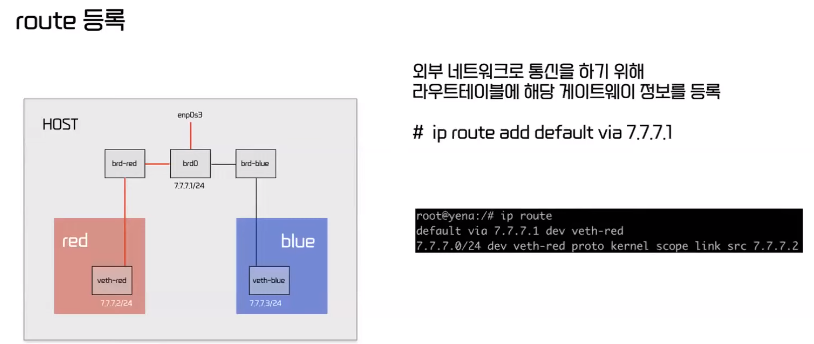 route 등록
외부 네트워크로 통신을 하기 위해
라우트테이블에 해당 게이트웨이 정보를 등록
# ip route add default via 7.7.7.1
HOST
enp0s3
brd-red
brd0
brd-blue
7.7.7.1/24
red
blue
veth-red
veth-blue
7.7.7.2/24
7.7.7.3/24
root@yena:/# ip route
default via 7.7.7.1 dev veth-red
7.7.7.0/24 dev veth-red proto kernel scope link src 7.7.7.2